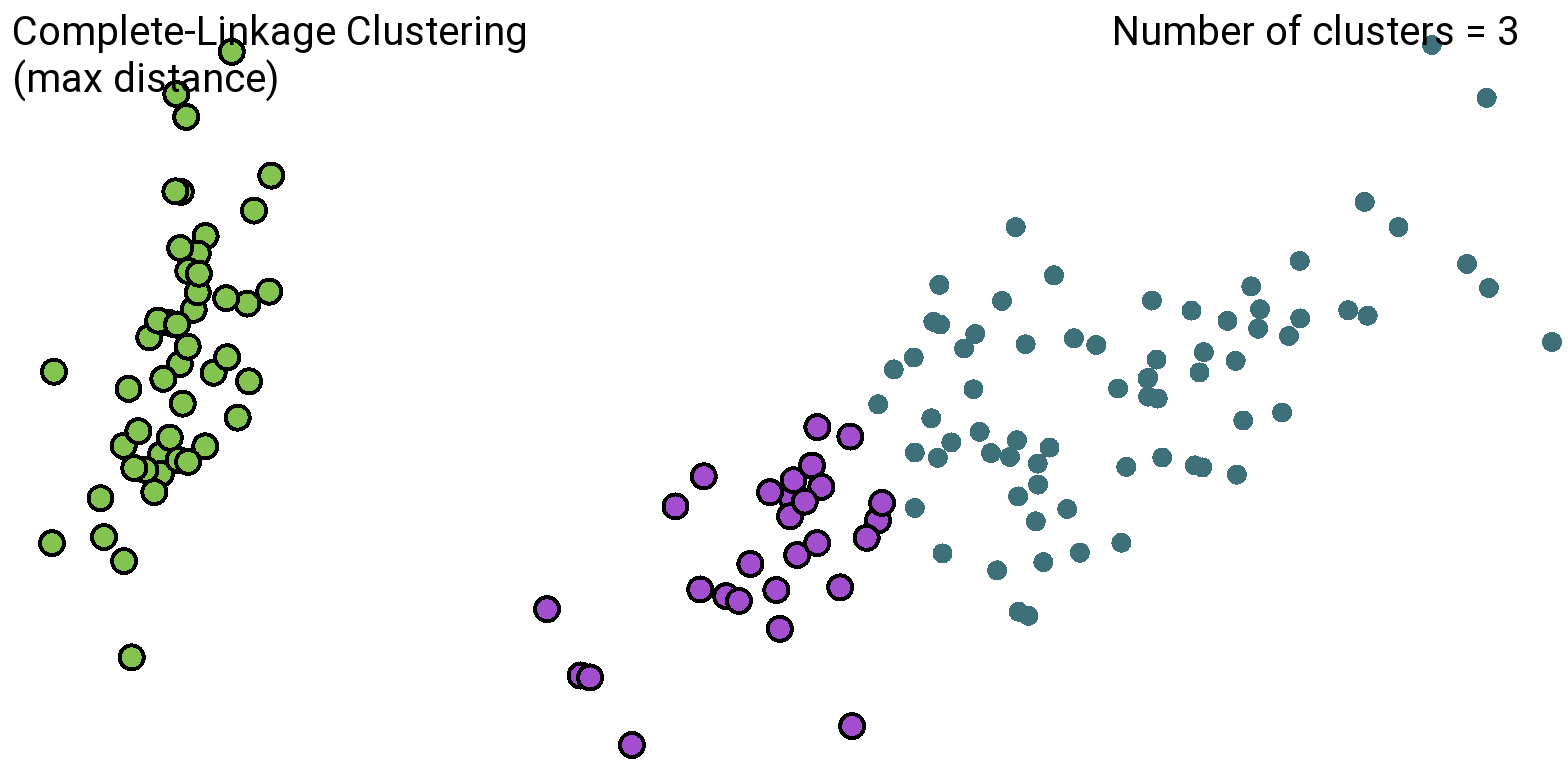 Complete-Linkage Clustering
(max distance)
Number of clusters = 3